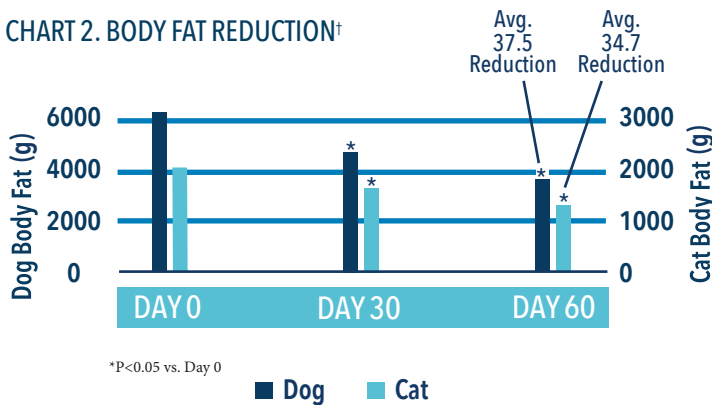 CHART 2. BODY FAT REDUCTION†
Avg.
37.5
Reduction
Avg.
34.7
Reduction
Dog Body Fat (g)
6000
4000
2000
0
*
*
*
*
3000
2000
1000
0
Cat Body Fat (g)
DAY 0
DAY 30
DAY 60
*P<0.05 vs. Day 0
Dog
Cat